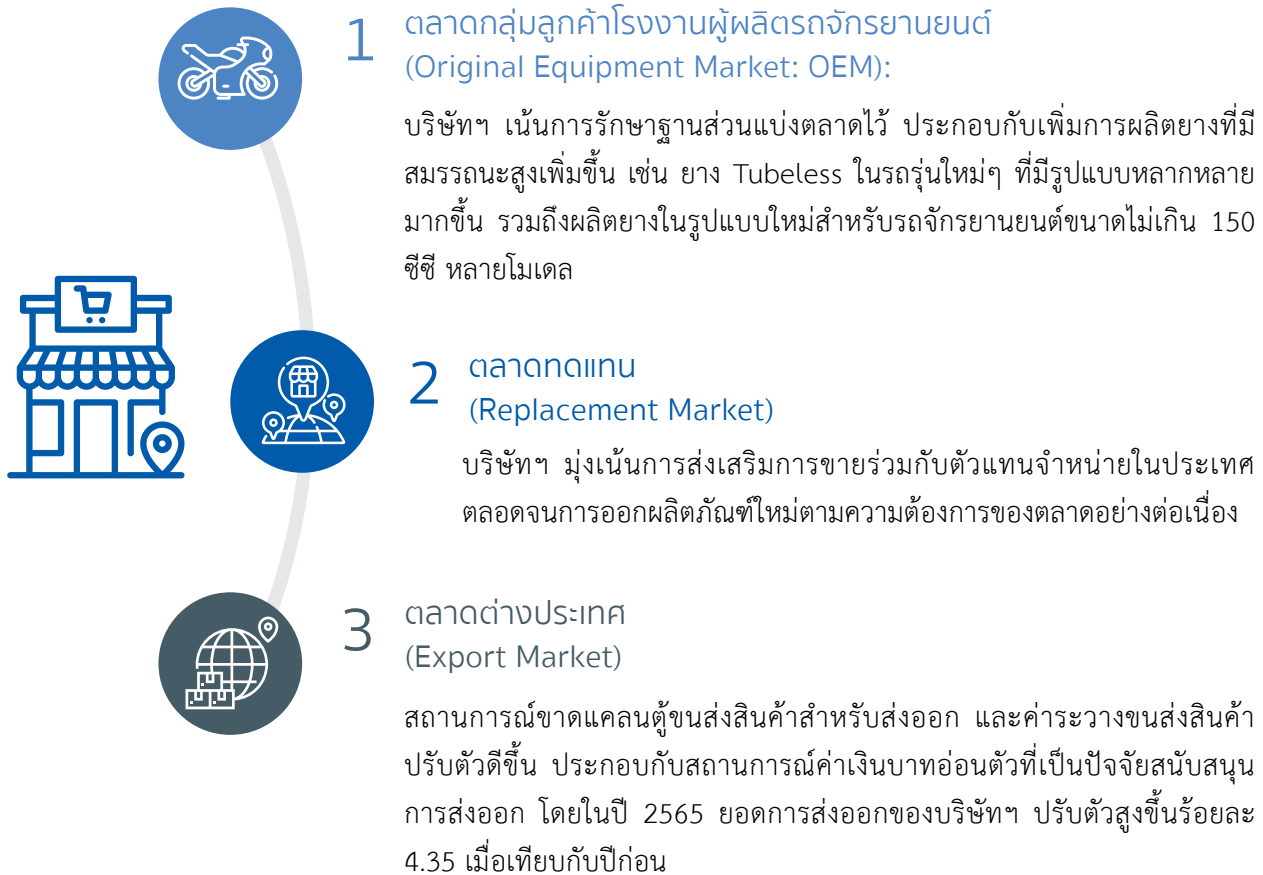 1
ตลาดกลุ่มลูกค้าโรงงานผู้ผลิตรถจักรยานยนต์
(Original Equipment Market: OEM):
บริษัทฯ เน้นการรักษาฐานส่วนแบ่งตลาดไว้ ประกอบกับเพิ่มการผลิตยางที่มี
สมรรถนะสูงเพิ่มขึ้น เช่น ยาง Tubeless ในรถรุ่นใหม่ๆ ที่มีรูปแบบหลากหลาย
มากขึ้น รวมถึงผลิตยางในรูปแบบใหม่สำหรับรถจักรยานยนต์ขนาดไม่เกิน 150
ซีซี หลายโมเดล
2
ตลาดทดแทน
(Replacement Market)
บริษัทฯ มุ่งเน้นการส่งเสริมการขายร่วมกับตัวแทนจำหน่ายในประเทศ
ตลอดจนการออกผลิตภัณฑ์ใหม่ตามความต้องการของตลาดอย่างต่อเนื่อง
3
ตลาดต่างประเทศ
(Export Market)
สถานการณ์ขาดแคลนตู้ขนส่งสินค้าสำหรับส่งออก และค่าระวางขนส่งสินค้า
ปรับตัวดีขึ้น ประกอบกับสถานการณ์ค่าเงินบาทอ่อนตัวที่เป็นปัจจัยสนับสนุน
การส่งออก โดยในปี 2565 ยอดการส่งออกของบริษัทฯ ปรับตัวสูงขึ้นร้อยละ
4.35 เมื่อเทียบกับปีก่อน